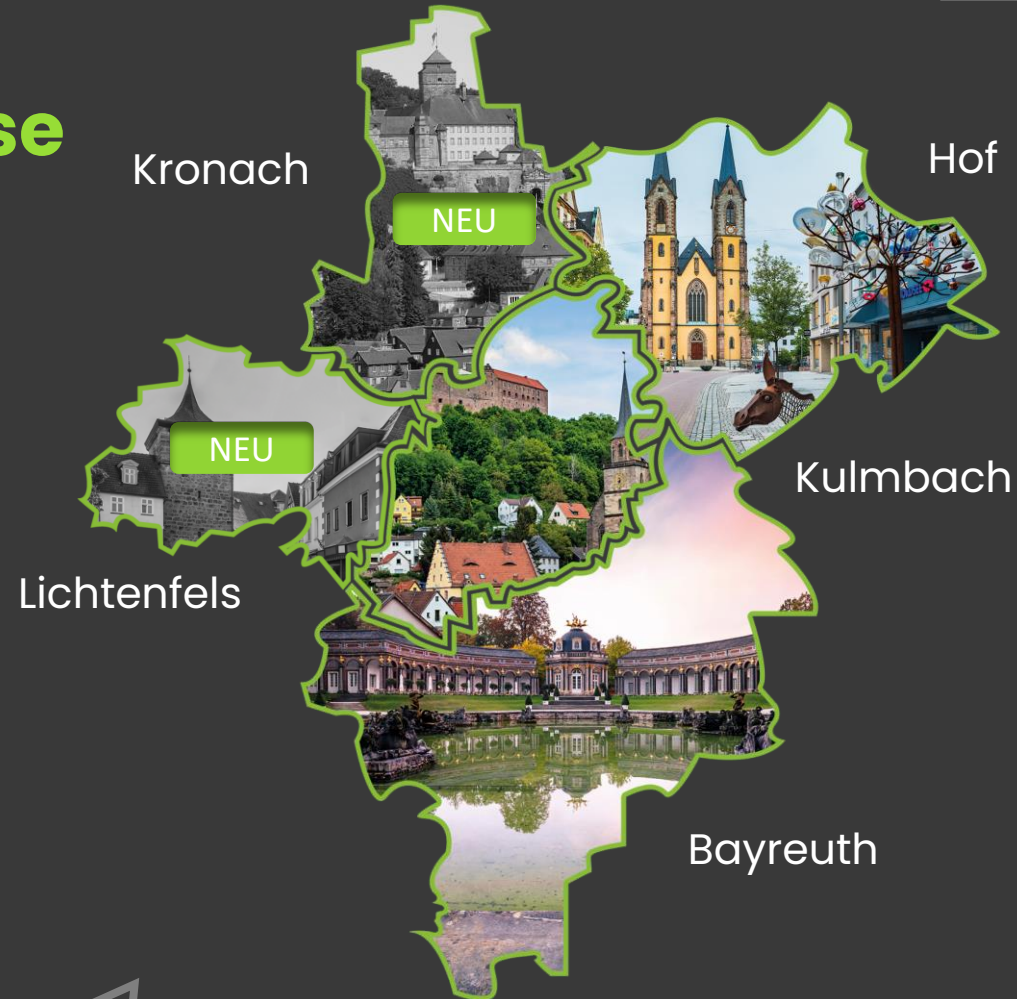 se
Kronach
Hof
NEU
NEU
Kulmbach
Lichtenfels
Bayreuth